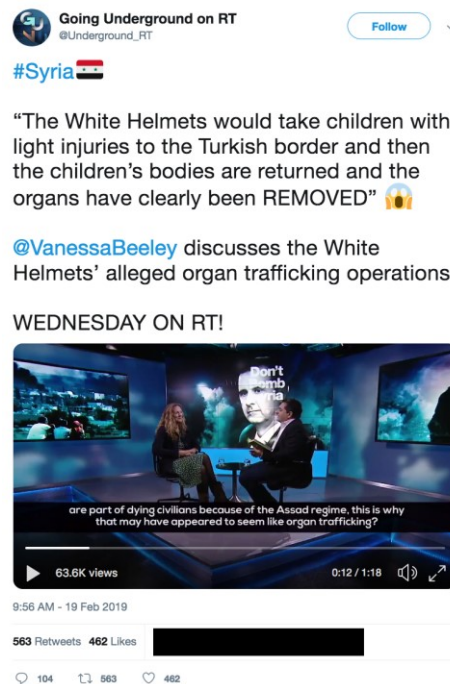 Going Underground on RT
@Underground_RT
Follow
#Syria
“The White Helmets would take children with
light injuries to the Turkish border and then
the children’s bodies are returned and the
organs have clearly been REMOVED”
@VanessaBeeley discusses the White
Helmets’ alleged organ trafficking operations
WEDNESDAY ON RT!
Don't
Bomb
Syria
are part of dying civilians because of the Assad regime, this is why
that may have appeared to seem like organ trafficking?
63.6K views
0:12 / 1:18
9:56 AM - 19 Feb 2019
563 Retweets 462 Likes
104 563 462